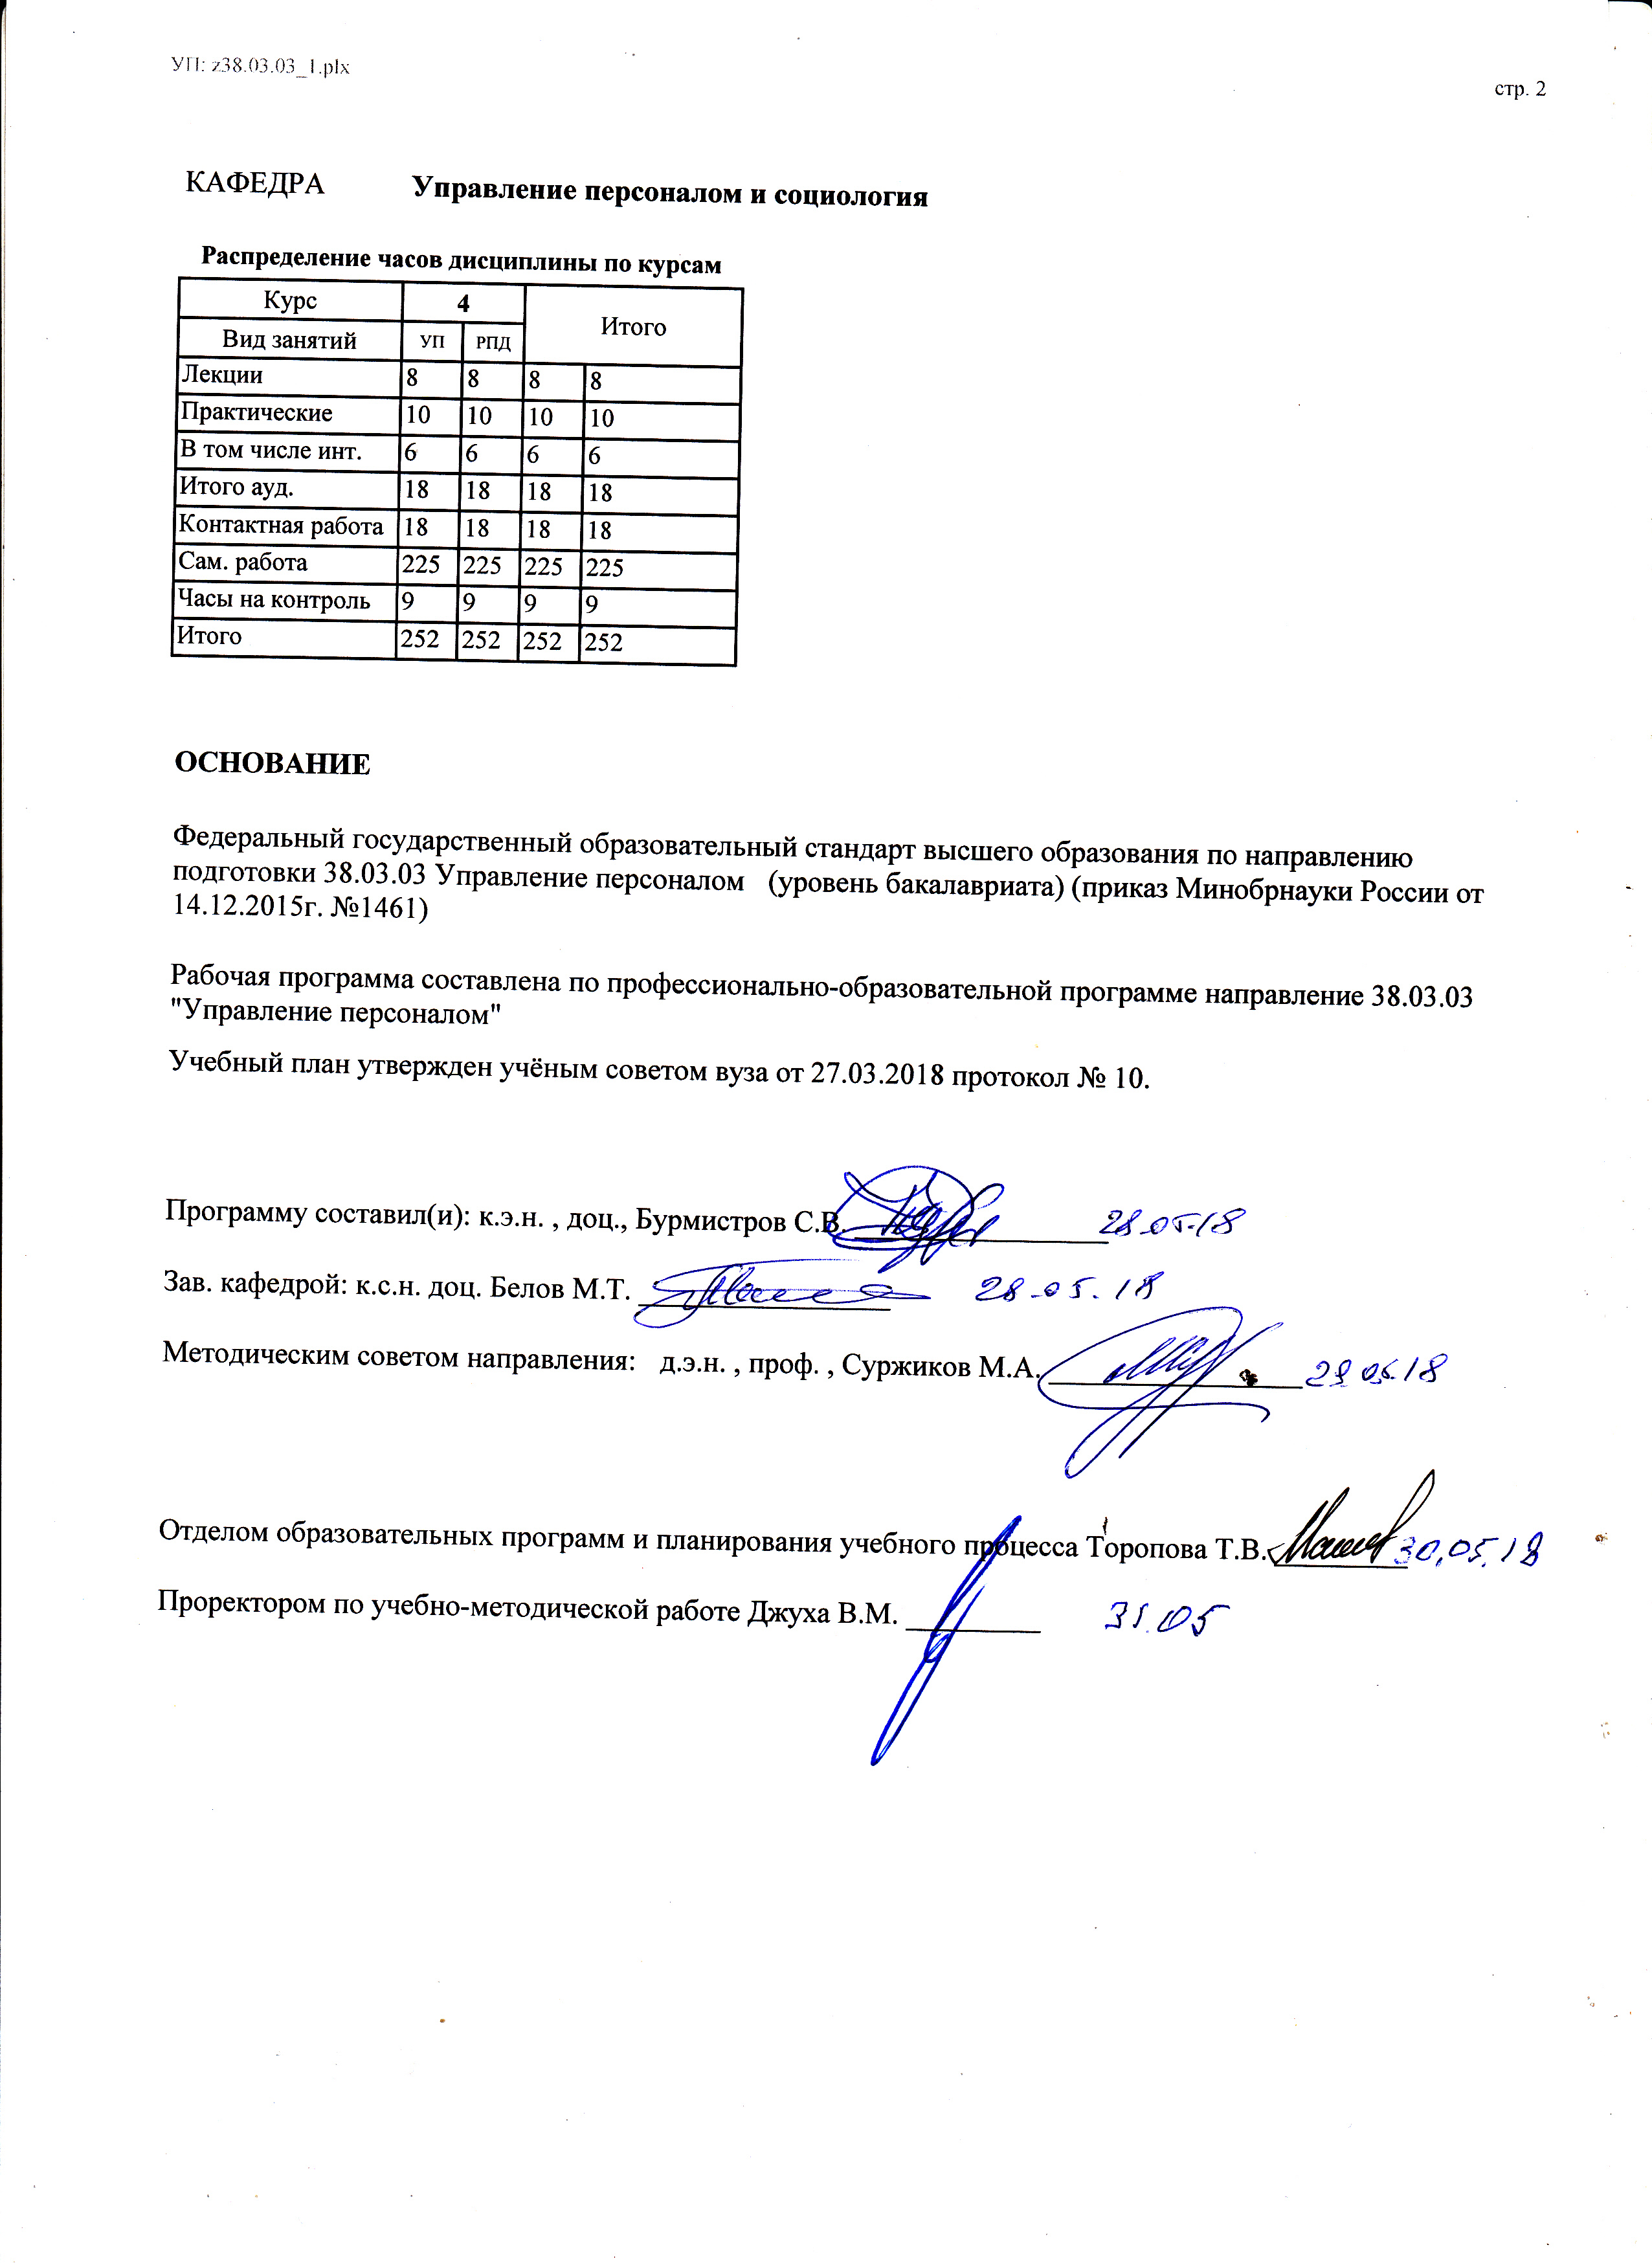 УП: z38.03.03_1.plx
стр. 2
КАФЕДРА Управление персоналом и социология
Распределение часов дисциплины по курсам
Курс 4 Итого
Вид занятий УП РПД
Лекции 8 8 8 8
Практические 10 10 10 10
В том числе инт. 6 6 6 6
Итого ауд. 18 18 18 18
Контактная работа 18 18 18 18
Сам. работа 225 225 225 225
Часы на контроль 9 9 9 9
Итого 252 252 252 252
ОСНОВАНИЕ
Федеральный государственный образовательный стандарт высшего образования по направлению
подготовки 38.03.03 Управление персоналом (уровень бакалавриата) (приказ Минобрнауки России от
14.12.2015г. №1461)
Рабочая программа составлена по профессионально-образовательной программе направление 38.03.03
"Управление персоналом"
Учебный план утвержден учёным советом вуза от 27.03.2018 протокол № 10.
Программу составил(и): к.э.н. , доц., Бурмистров С.В. 28.05.18
Зав. кафедрой: к.с.н. доц. Белов М.Т. 28.05.18
Методическим советом направления: д.э.н. , проф. , Суржиков М.А. 29.05.18
Отделом образовательных программ и планирования учебного процесса Торопова Т.В. 30.05.18
Проректором по учебно-методической работе Джуха В.М. 31.05